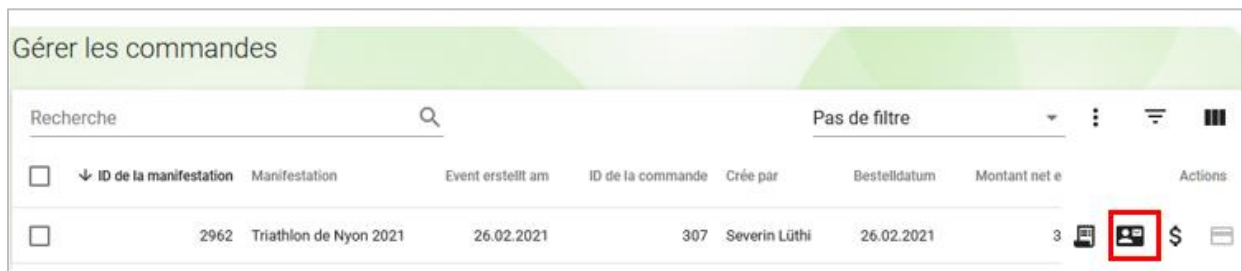 Gérer les commandes
Recherche Pas de filtre
ID de la manifestation Manifestation Event erstellt am ID de la commande Crée par Bestelldatum Montant net e Actions
2962 Triathlon de Nyon 2021 26.02.2021 307 Severin Lüthi 26.02.2021 3 $